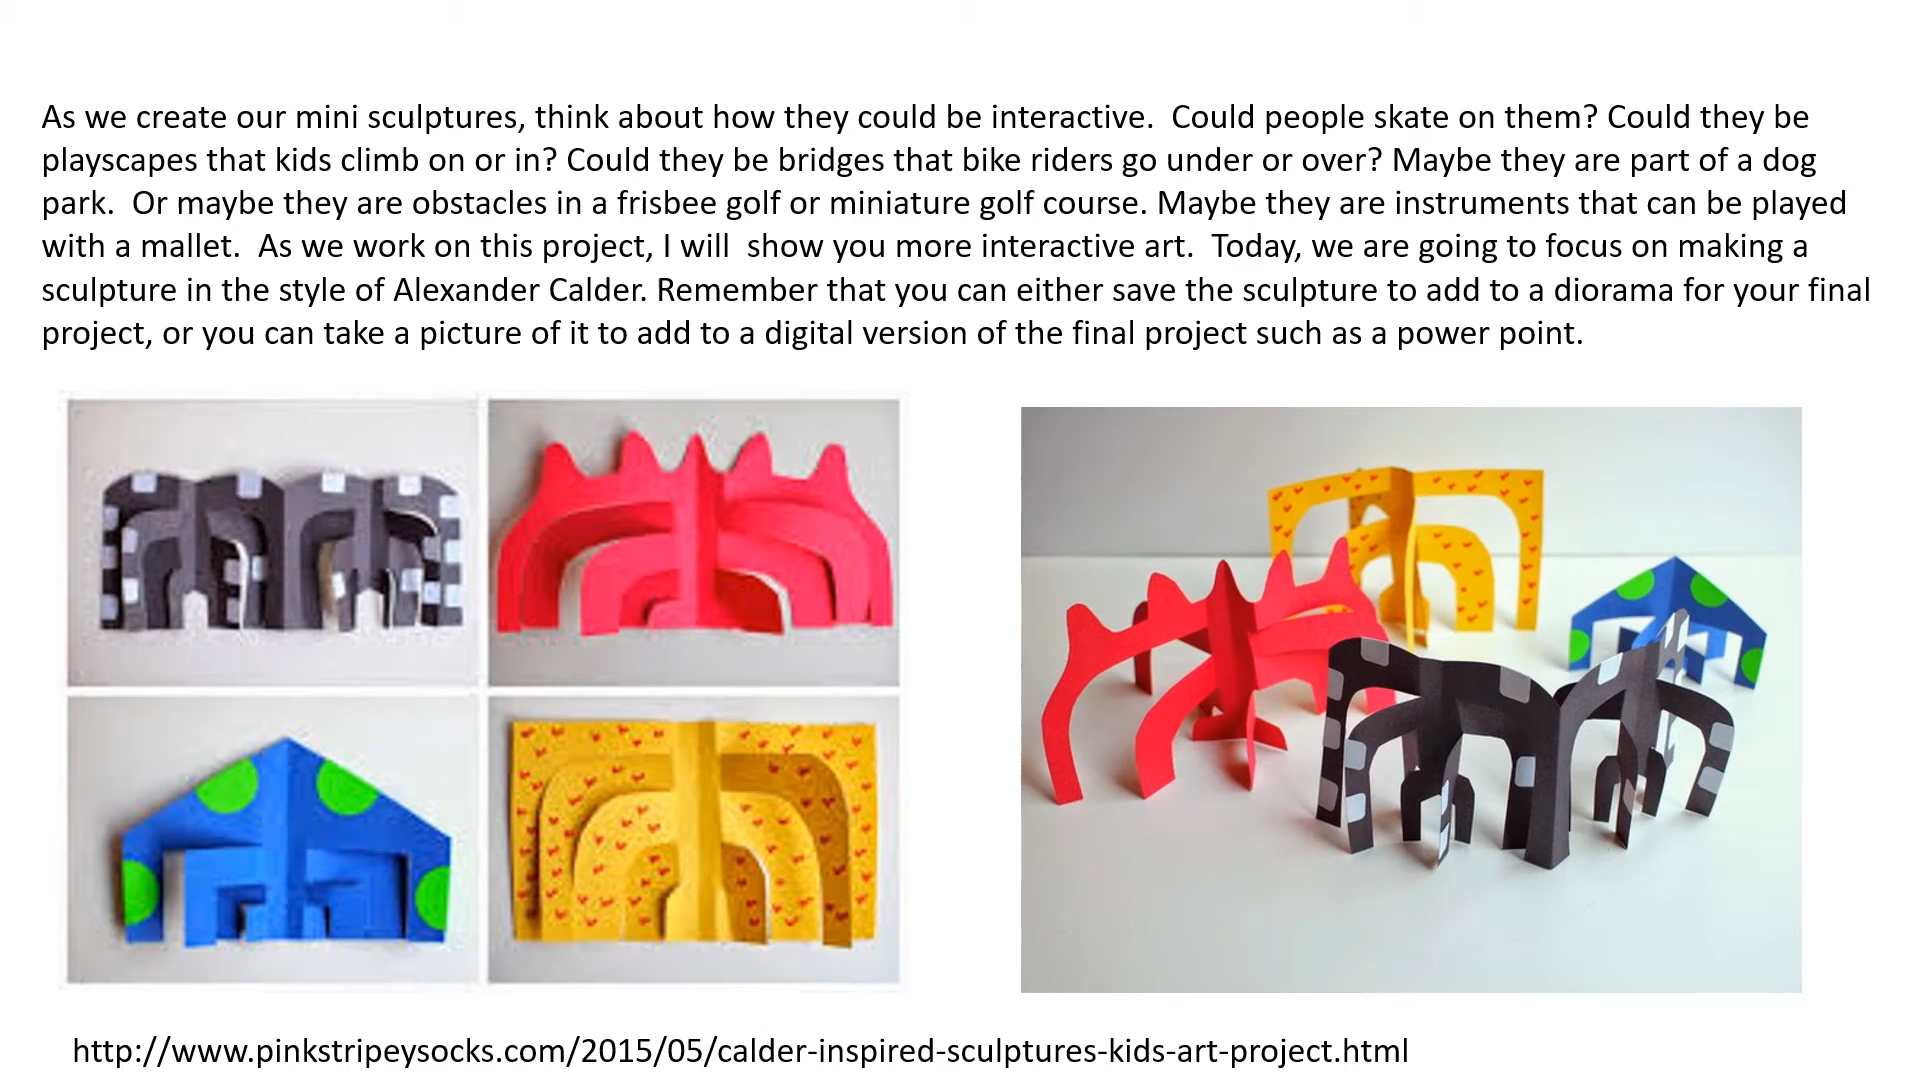 As we create our mini sculptures, think about how they could be interactive.  Could people skate on them? Could they be
playscapes that kids climb on or in? Could they be bridges that bike riders go under or over? Maybe they are part of a dog
park.  Or maybe they are obstacles in a frisbee golf or miniature golf course. Maybe they are instruments that can be played
with a mallet.  As we work on this project, I will  show you more interactive art.  Today, we are going to focus on making a
sculpture in the style of Alexander Calder. Remember that you can either save the sculpture to add to a diorama for your final
project, or you can take a picture of it to add to a digital version of the final project such as a power point.
http://www.pinkstripeysocks.com/2015/05/calder-inspired-sculptures-kids-art-project.html